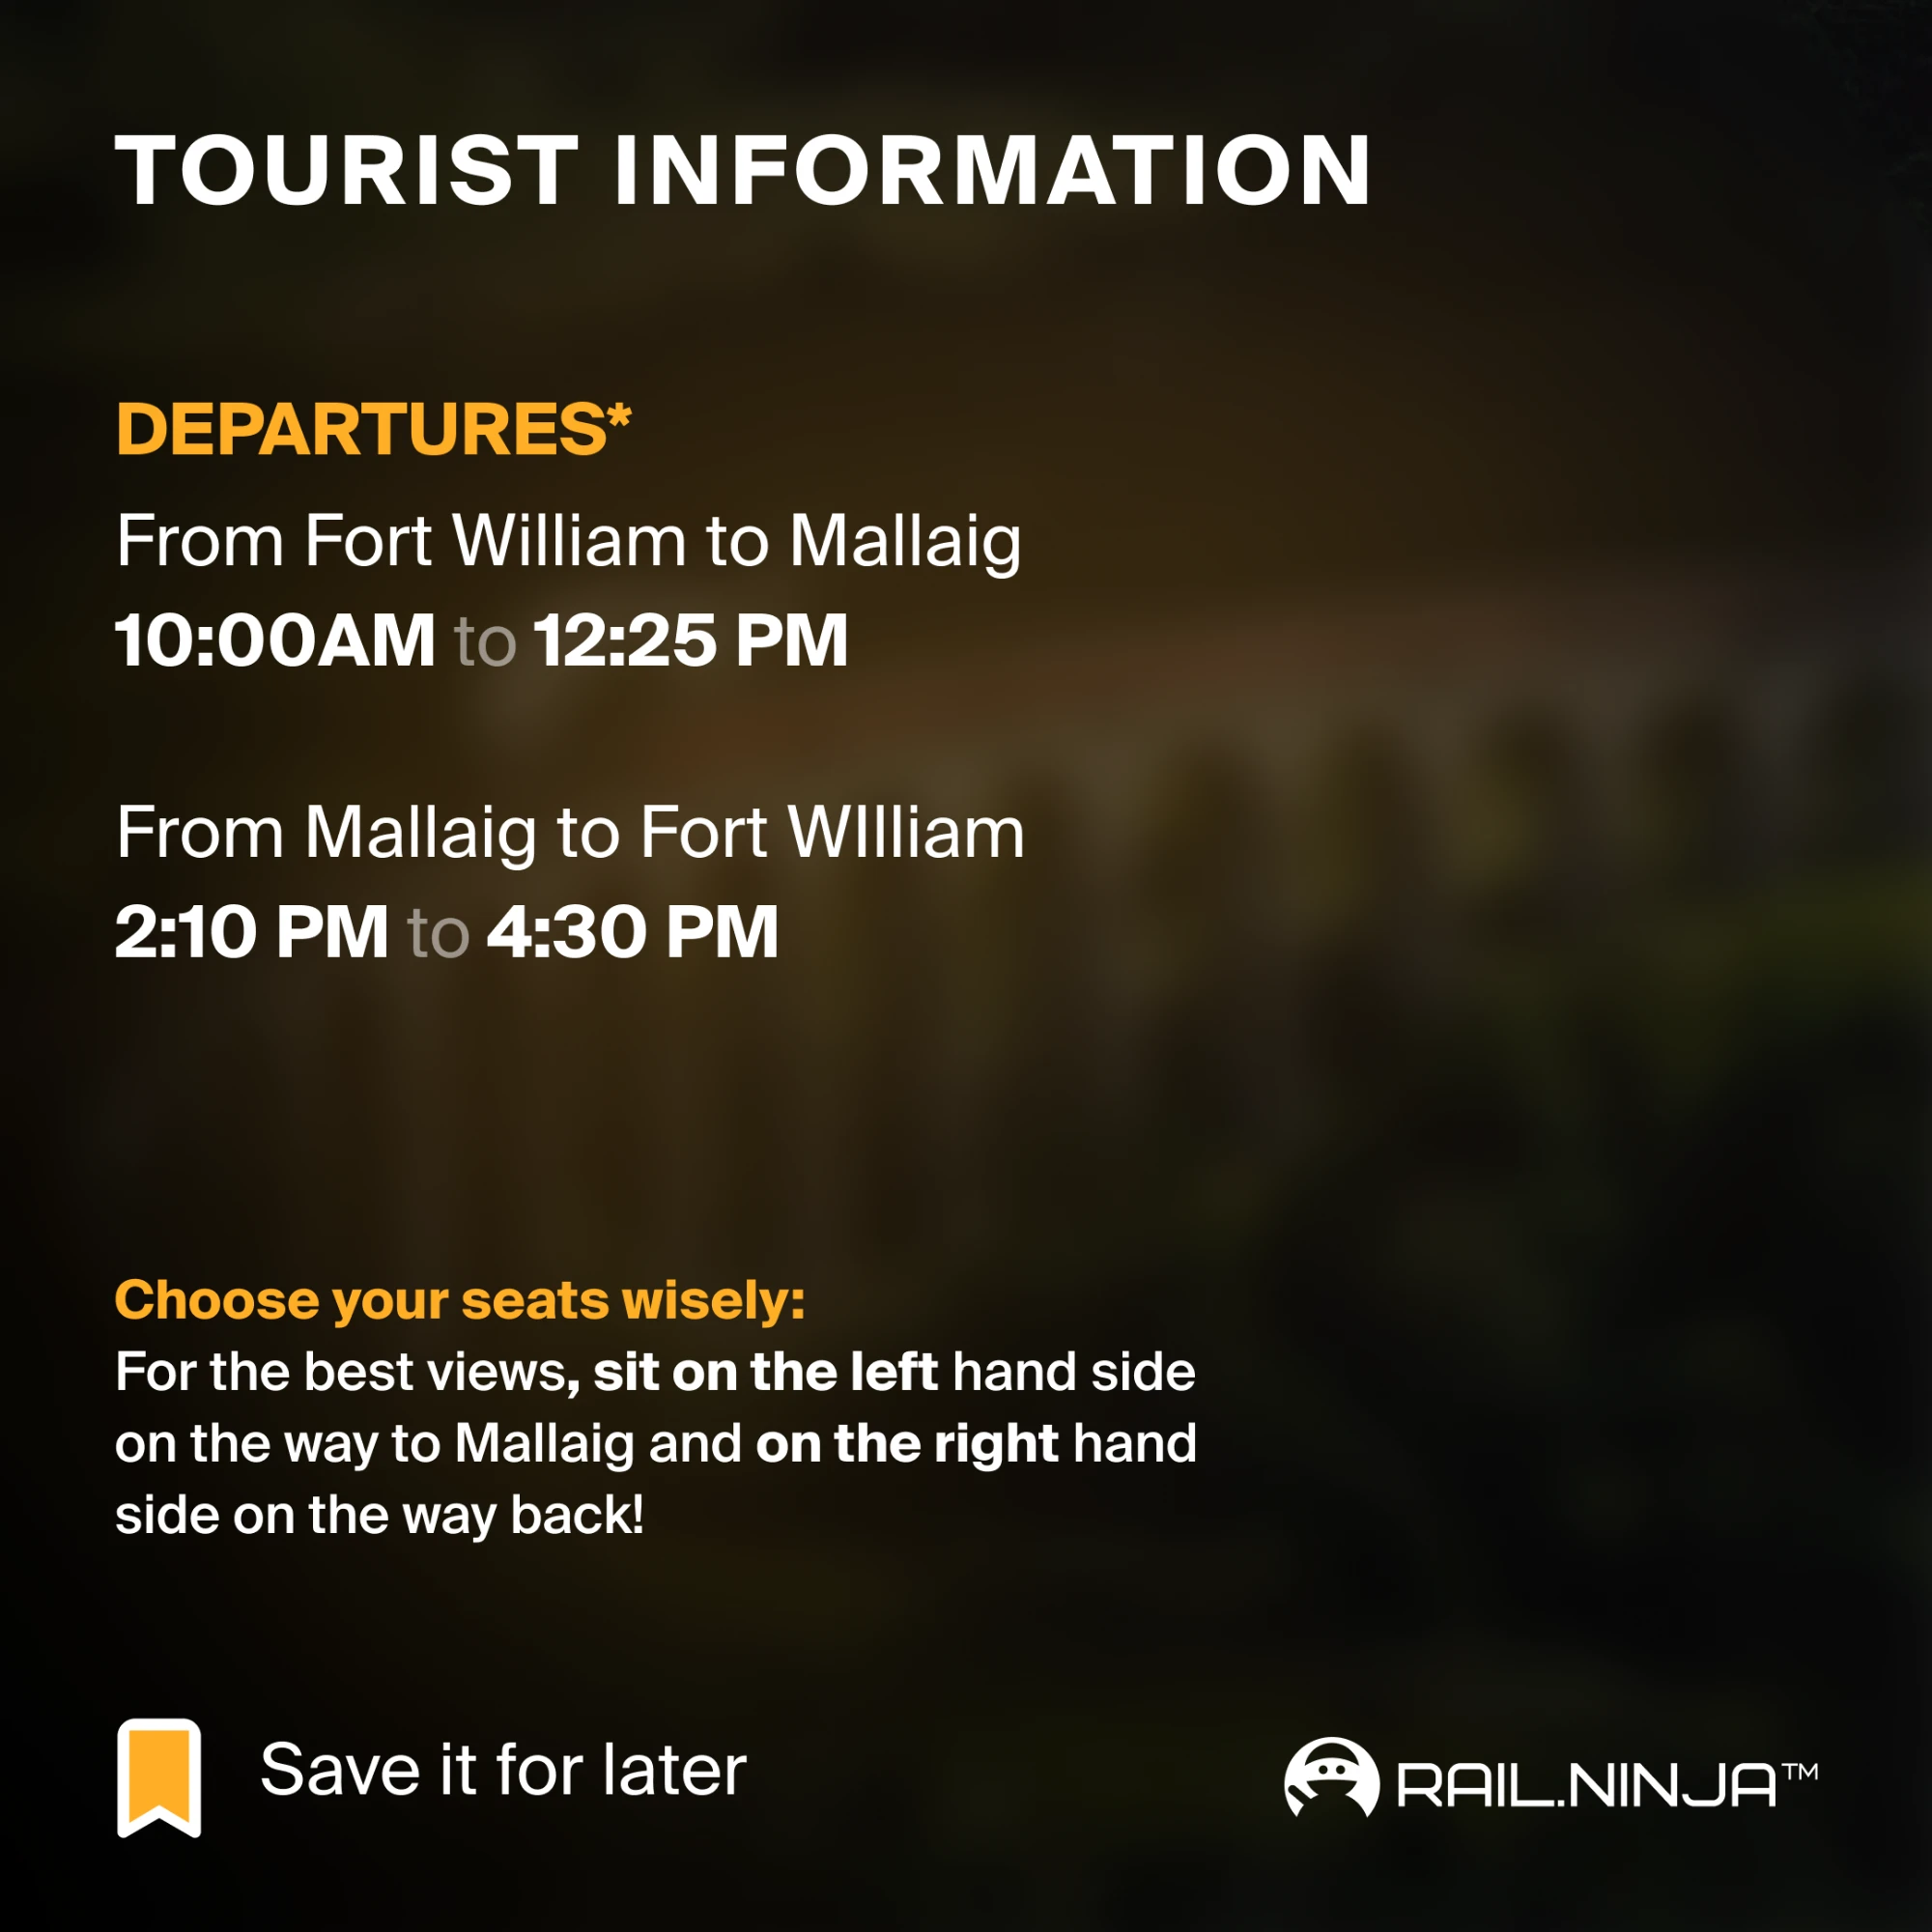 TOURIST INFORMATION
DEPARTURES*
From Fort William to Mallaig
10:00AM to 12:25 PM
From Mallaig to Fort WIlliam
2:10 PM to 4:30 PM
Choose your seats wisely:
For the best views, sit on the left hand side
on the way to Mallaig and on the right hand
side on the way back!
Save it for later
RAIL.NINJA™